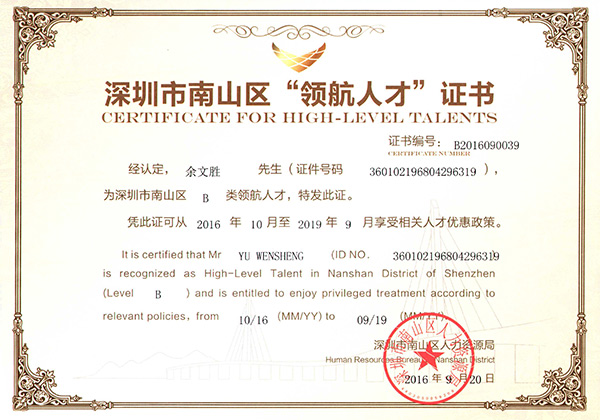 深圳市南山区“领航人才”证书
CERTIFICATE FOR HIGH-LEVEL TALENTS
证书编号: B2016090039
CERTIFICATE NUMBER
经认定, 余文胜 先生(证件号码 360102196804296319),
为深圳市南山区 B 类领航人才,特发此证。
凭此证可从 2016 年 10 月至 2019 年 9 月享受相关人才优惠政策。
It is certified that Mr YU WENSHENG (ID NO. 360102196804296319)
is recognized as High-Level Talent in Nanshan District of Shenzhen
(Level B) and is entitled to enjoy privileged treatment according to
relevant policies, from 10/16 (MM/YY) to 09/19 (MM/YY).
深圳市南山区人力资源局
Human Resources Bureau of Nanshan District
2016 年 9 月 20 日
深圳市南山区人力资源局